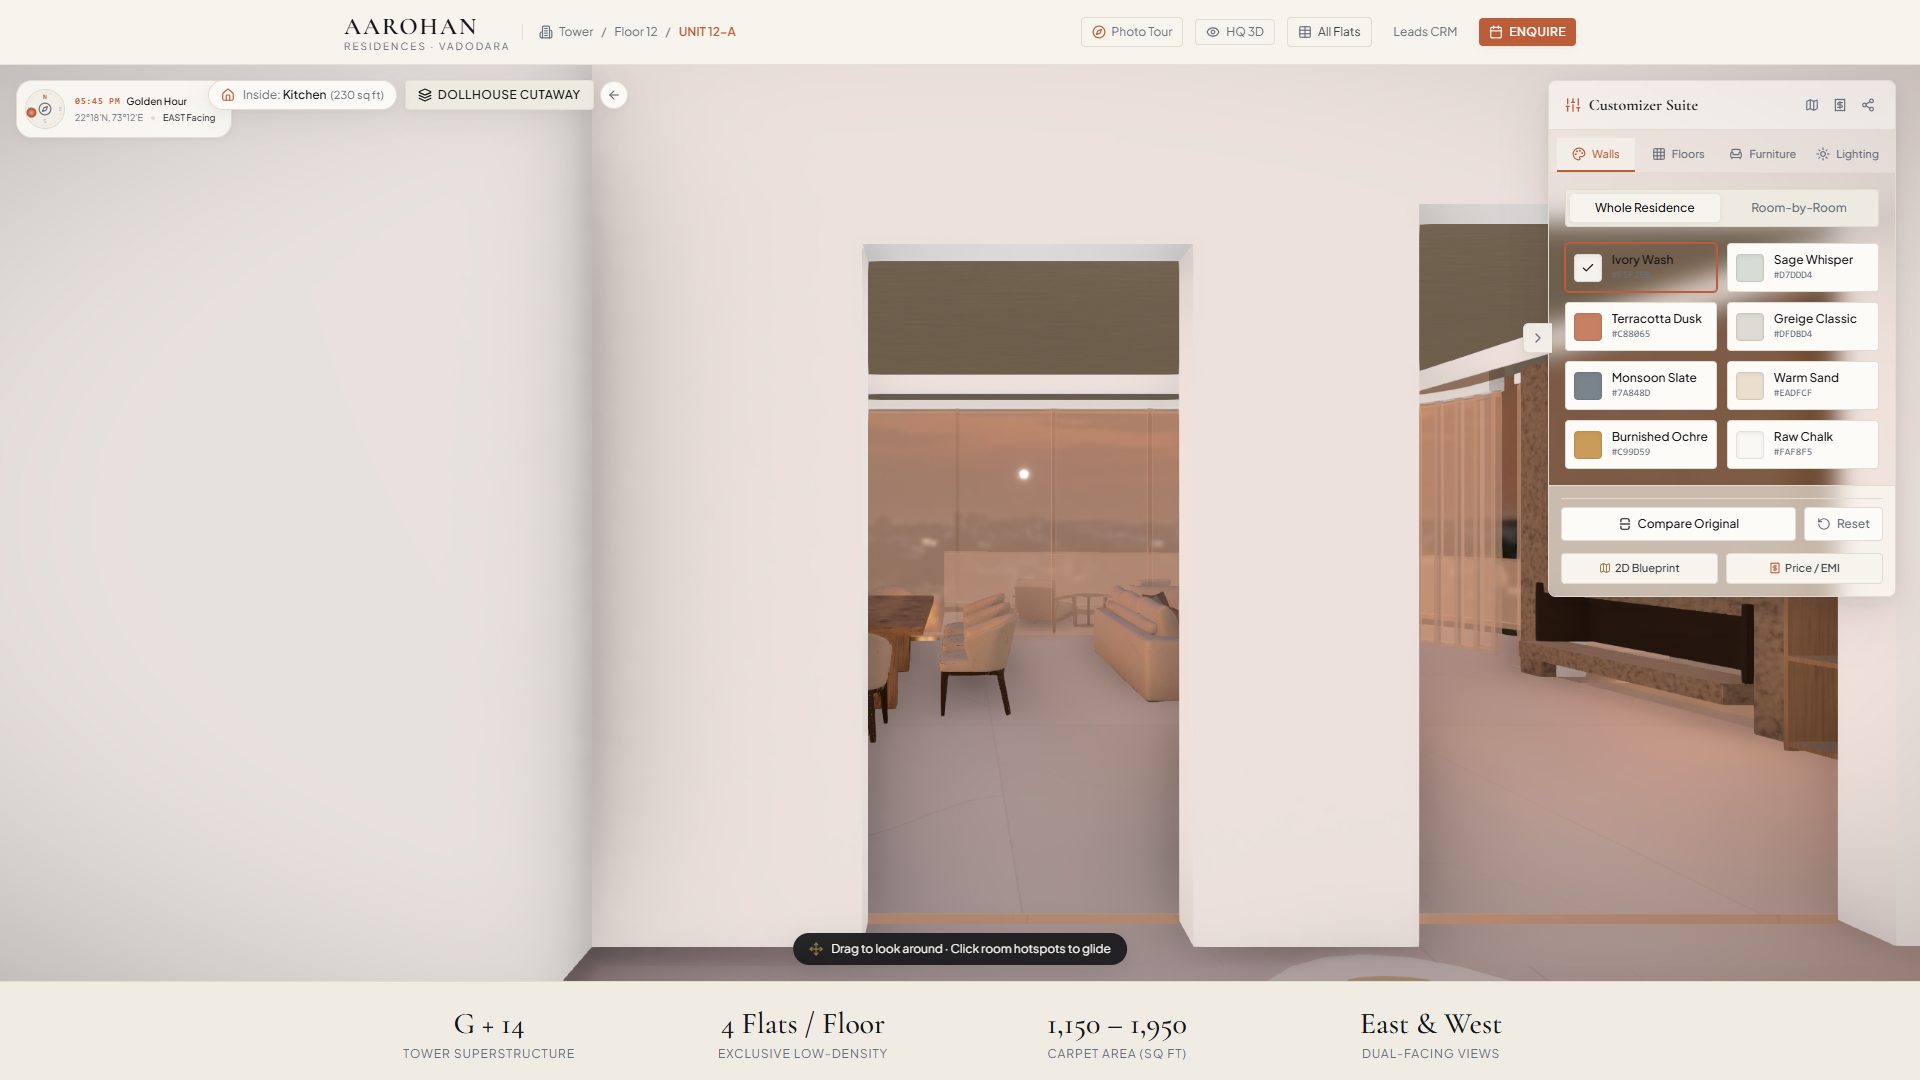 AAROHAN
RESIDENCES · VADODARA
Tower / Floor 12 / UNIT 12-A
Photo Tour
HQ 3D
All Flats
Leads CRM
ENQUIRE
N
05:45 PM Golden Hour
22°18'N, 73°12'E EAST Facing
Inside: Kitchen (230 sq ft)
DOLLHOUSE CUTAWAY
Customizer Suite
Walls
Floors
Furniture
Lighting
Whole Residence
Room-by-Room
Ivory Wash
Sage Whisper
#D7DDD4
Terracotta Dusk
#C88065
Greige Classic
#DFDBD4
Monsoon Slate
#7A848D
Warm Sand
#EADFCF
Burnished Ochre
#C99D59
Raw Chalk
#FAF8F5
Compare Original
Reset
2D Blueprint
Price / EMI
Drag to look around · Click room hotspots to glide
G + 14
TOWER SUPERSTRUCTURE
4 Flats / Floor
EXCLUSIVE LOW-DENSITY
1,150 – 1,950
CARPET AREA (SQ FT)
East & West
DUAL-FACING VIEWS